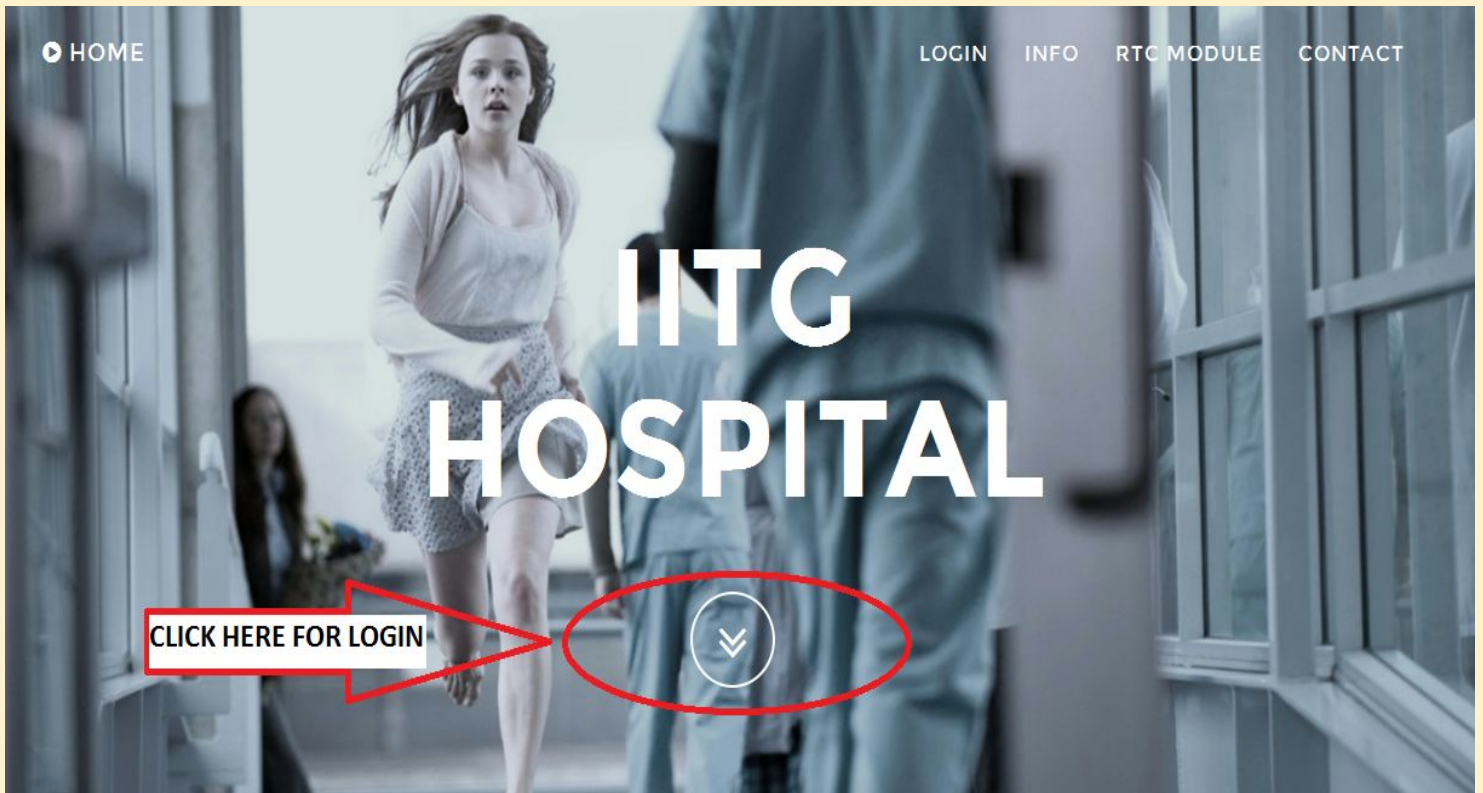 HOME
LOGIN INFO RTC MODULE CONTACT
IITG
HOSPITAL
CLICK HERE FOR LOGIN